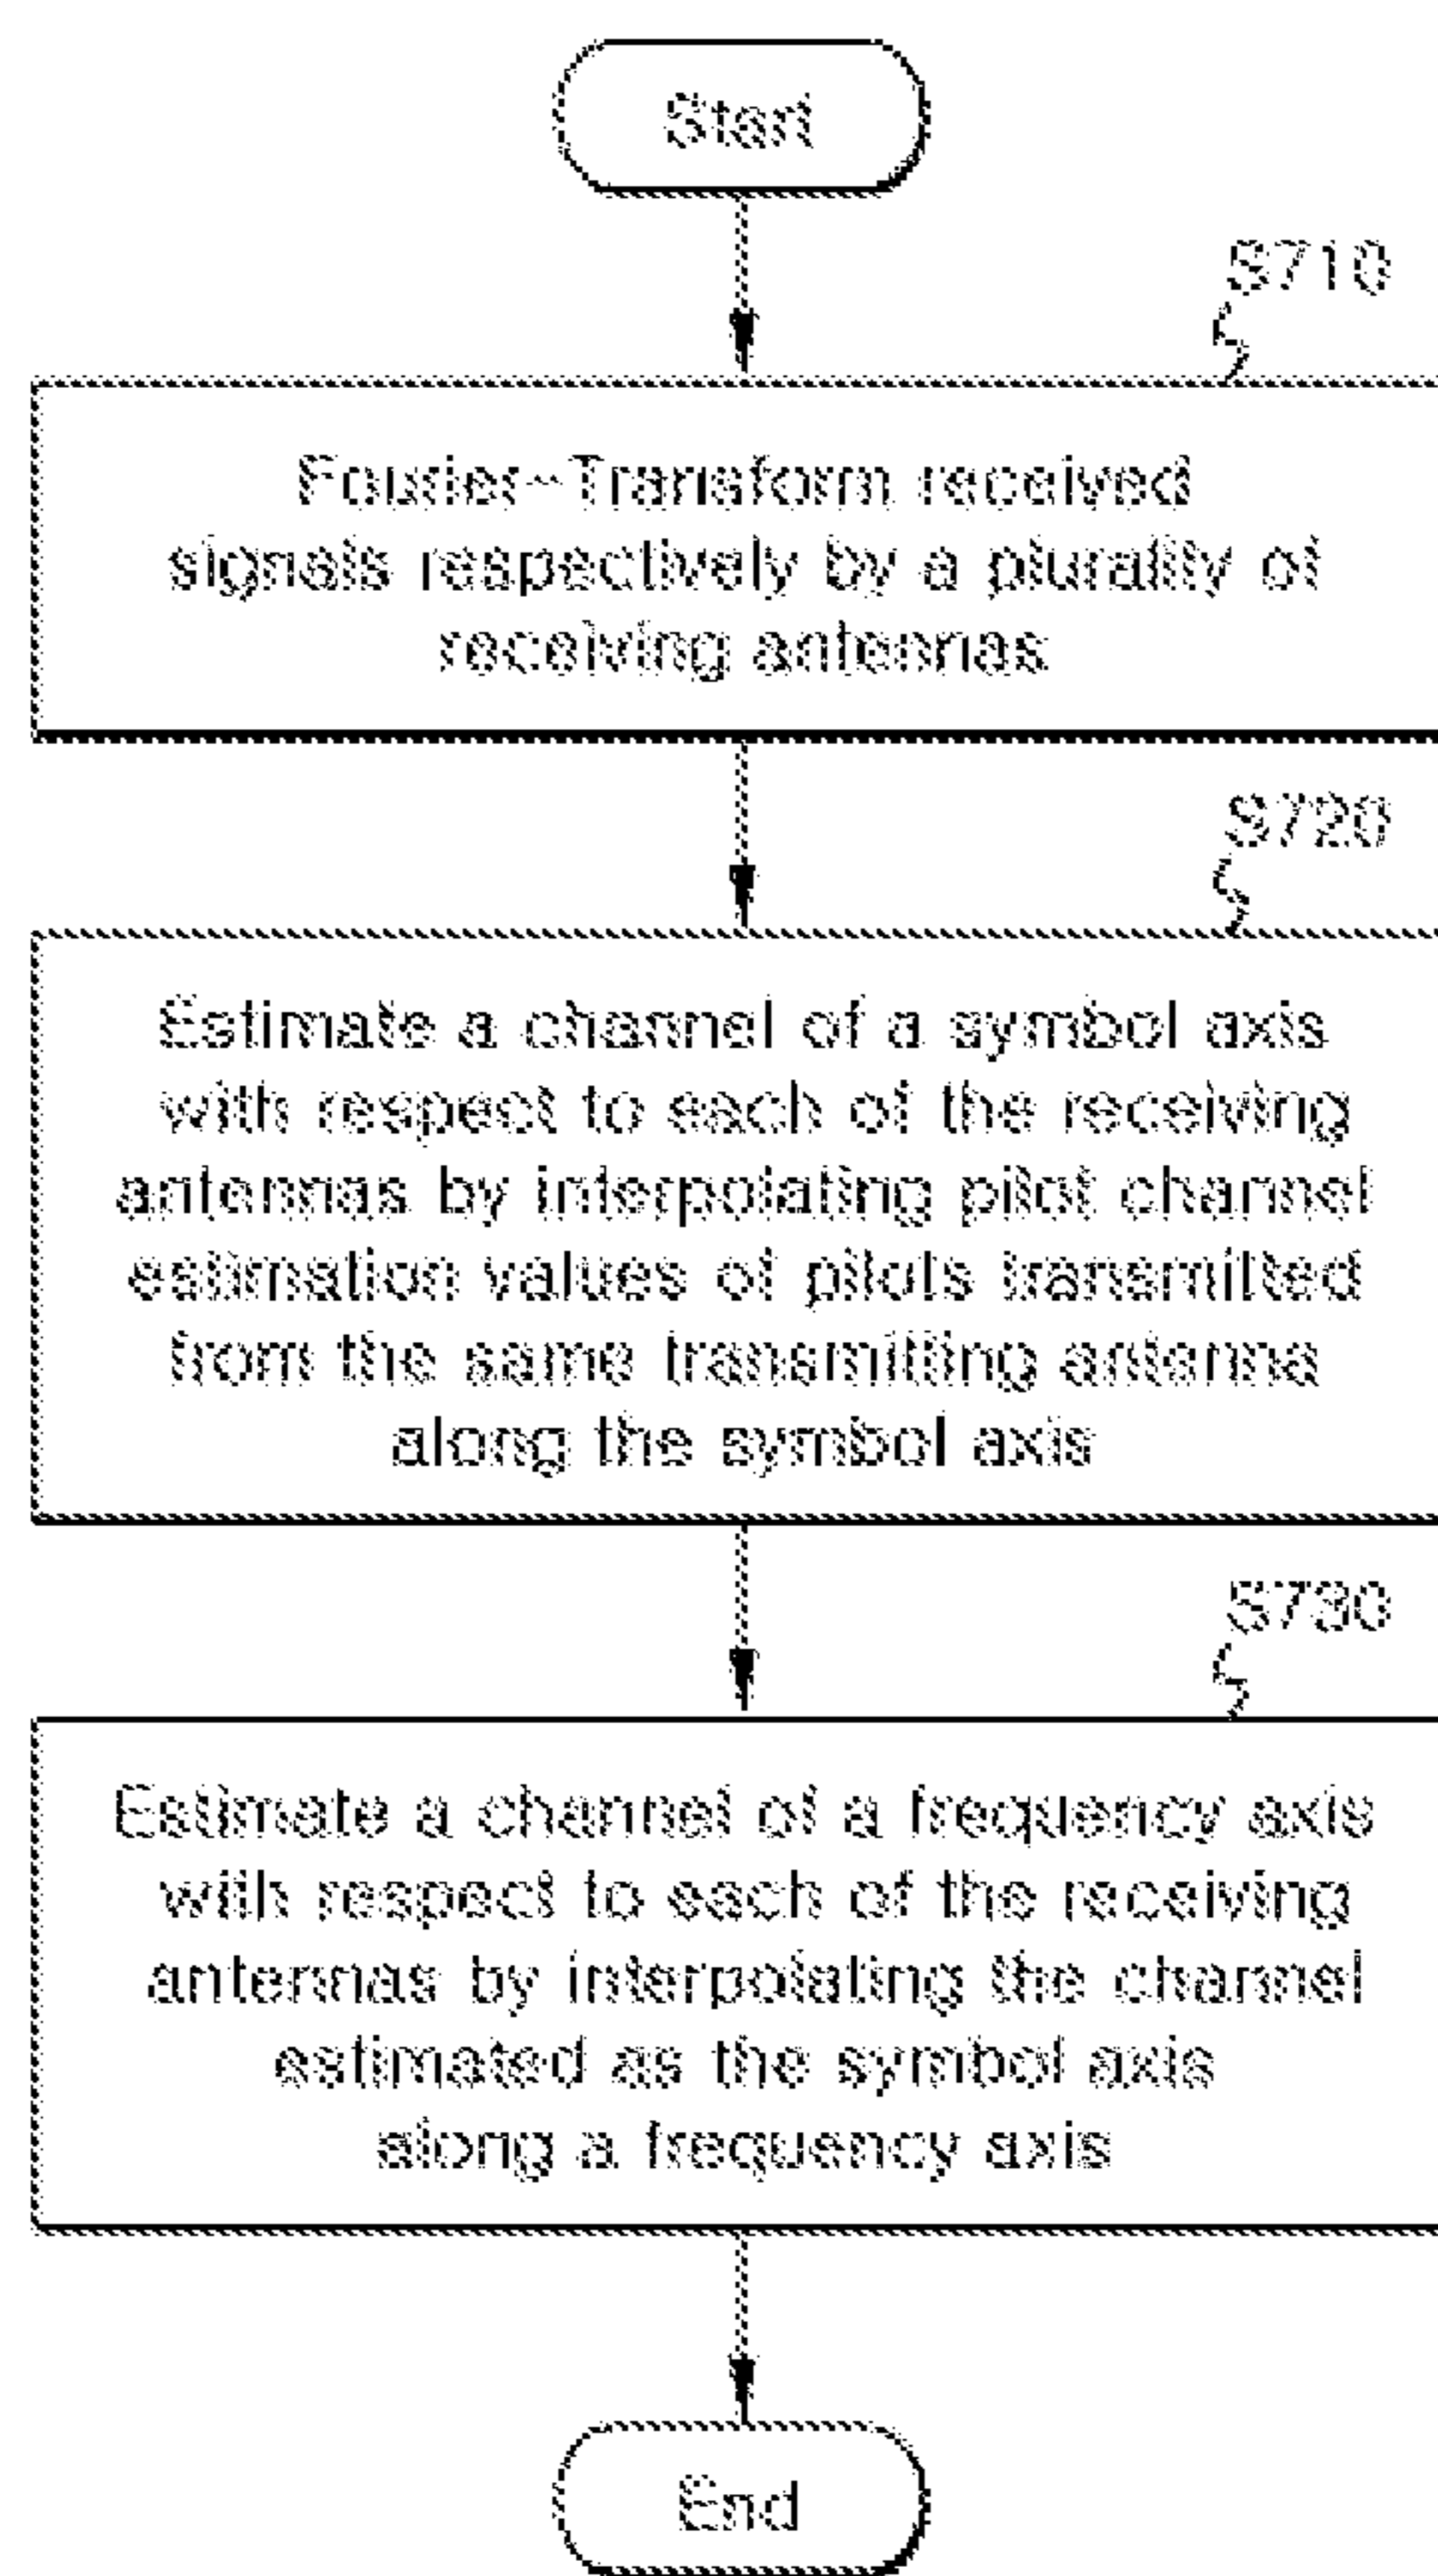 Start
S710
Fourier-Transform received
signals respectively by a plurality of
receiving antennas
S720
Estimate a channel of a symbol axis
with respect to each of the receiving
antennas by interpolating pilot channel
estimation values of pilots transmitted
from the same transmitting antenna
along the symbol axis
S730
Estimate a channel of a frequency axis
with respect to each of the receiving
antennas by interpolating the channel
estimated as the symbol axis
along a frequency axis
End